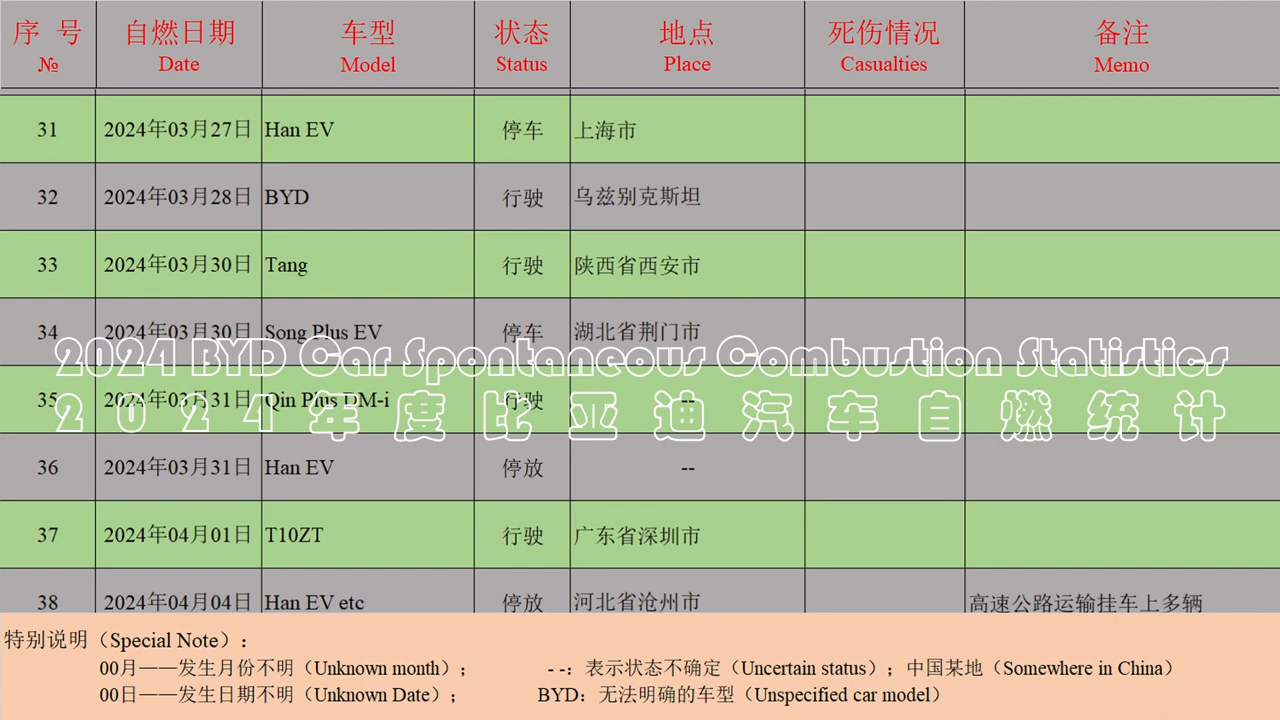 序 号 自燃日期 车型 状态 地点 死伤情况 备注
№ Date Model Status Place Casualties Memo
31 2024年03月27日 Han EV 停车 上海市
32 2024年03月28日 BYD 行驶 乌兹别克斯坦
33 2024年03月30日 Tang 行驶 陕西省西安市
34 2024年03月30日 Song Plus EV 停车 湖北省荆门市
2024 BYD Car Spontaneous Combustion Statistics
35 2024年03月31日 Qin Plus DM-i 行驶 --
2024年度比亚迪汽车自燃统计
36 2024年03月31日 Han EV 停放 --
37 2024年04月01日 T10ZT 行驶 广东省深圳市
38 2024年04月04日 Han EV etc 停放 河北省沧州市 高速公路运输挂车上多辆
特别说明（Special Note）：
00月——发生月份不明（Unknown month）； - -：表示状态不确定（Uncertain status）；中国某地（Somewhere in China）
00日——发生日期不明（Unknown Date）； BYD：无法明确的车型（Unspecified car model）